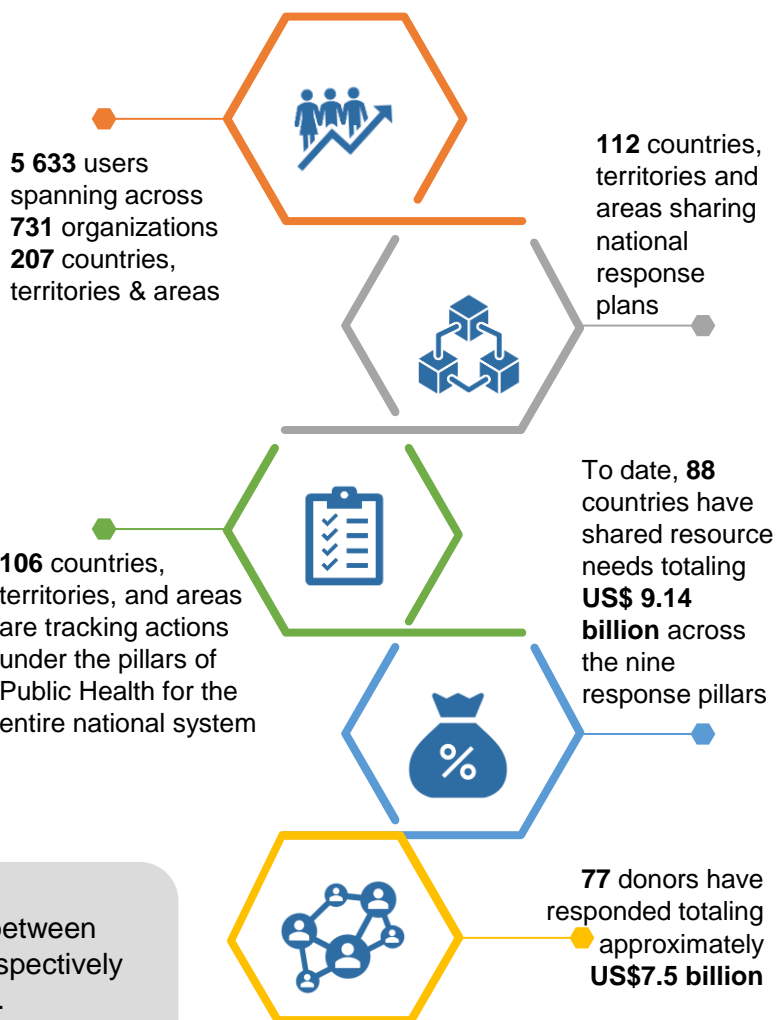 5 633 users
spanning across
731 organizations
207 countries,
territories & areas
112 countries,
territories and
areas sharing
national
response
plans
106 countries,
territories, and areas
are tracking actions
under the pillars of
Public Health for the
entire national system
To date, 88
countries have
shared resource
needs totaling
US$ 9.14
billion across
the nine
response pillars
%
77 donors have
responded totaling
approximately
US$7.5 billion
between